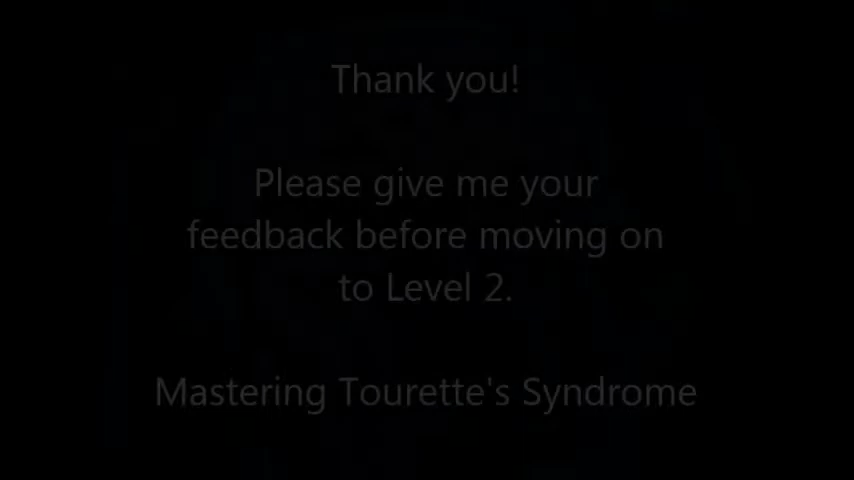 Thank you!
Please give me your
feedback before moving on
to Level 2.
Mastering Tourette's Syndrome